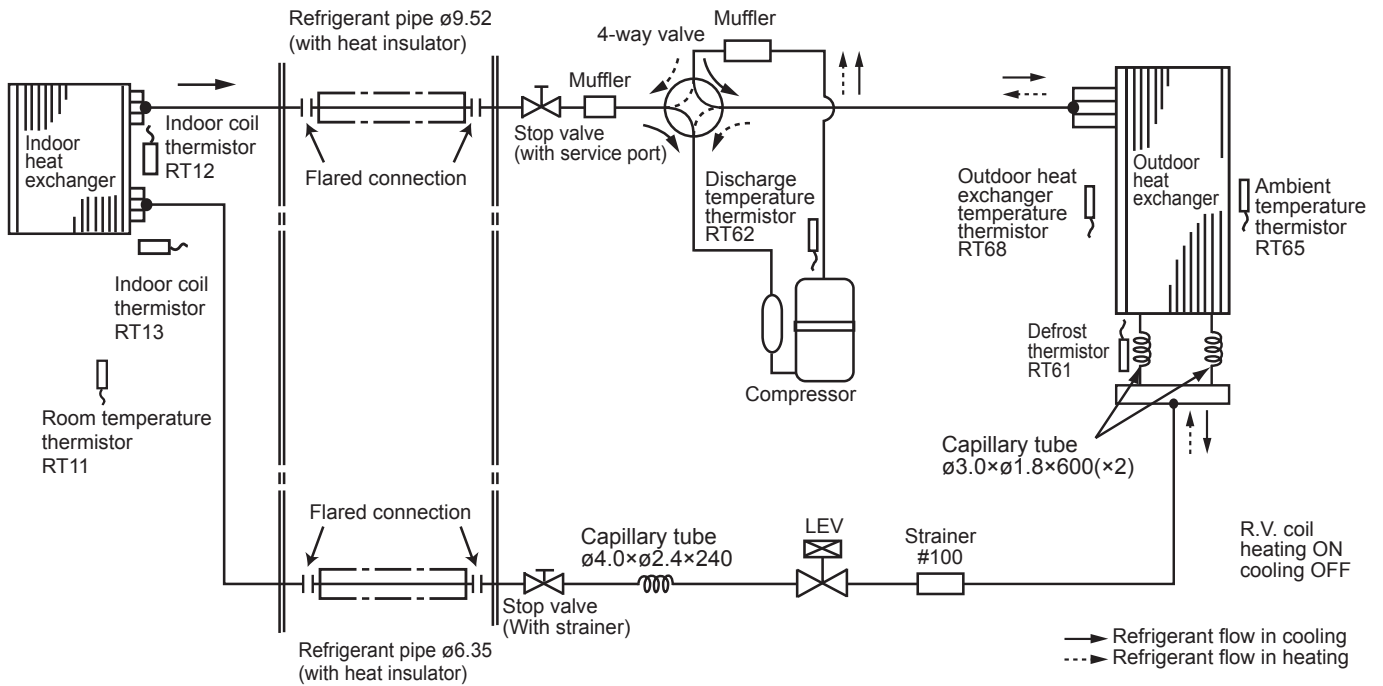 Refrigerant pipe ø9.52
(with heat insulator)
Muffler
4-way valve
Muffler
Stop valve
(with service port)
Indoor
heat
exchanger
Indoor coil
thermistor
RT12
Flared connection
Discharge
temperature
thermistor
RT62
Outdoor heat
exchanger
temperature
thermistor
RT68
Outdoor
heat
exchanger
Ambient
temperature
thermistor
RT65
Indoor coil
thermistor
RT13
Defrost
thermistor
RT61
Compressor
Room temperature
thermistor
RT11
Capillary tube
ø3.0×ø1.8×600(×2)
Flared connection
Capillary tube
ø4.0×ø2.4×240
LEV
Strainer
#100
R.V. coil
heating ON
cooling OFF
Stop valve
(With strainer)
Refrigerant pipe ø6.35
(with heat insulator)
Refrigerant flow in cooling
Refrigerant flow in heating